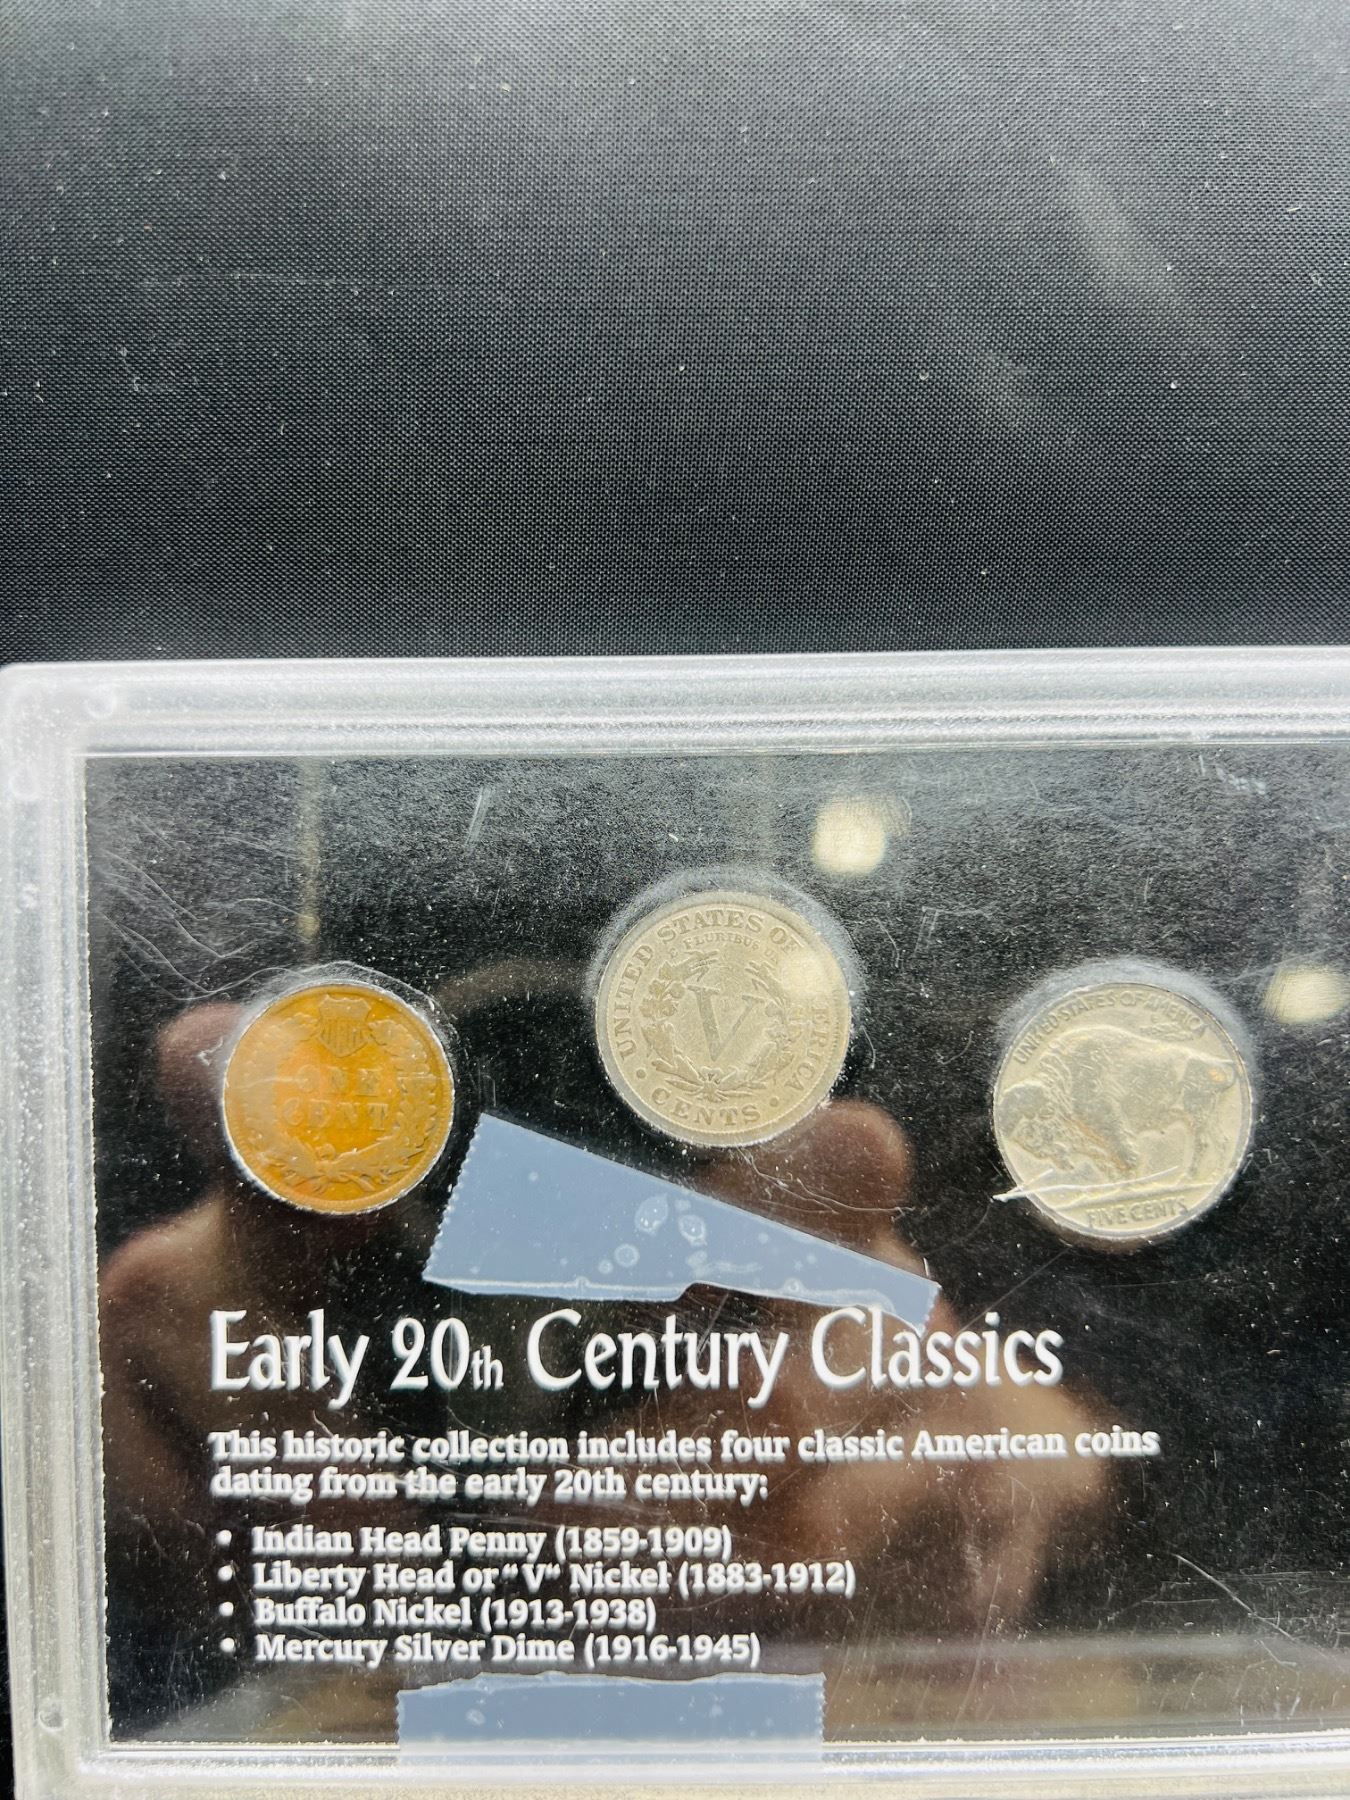 ONE
CENT
UNITED STATES OF AMERICA
PLURIBUS
V
CENTS
UNITED STATES OF AMERICA
FIVE CENTS
Early 20th Century Classics
This historic collection includes four classic American coins
dating from the early 20th century:
• Indian Head Penny (1859-1909)
• Liberty Head or "V" Nickel (1883-1912)
• Buffalo Nickel (1913-1938)
• Mercury Silver Dime (1916-1945)